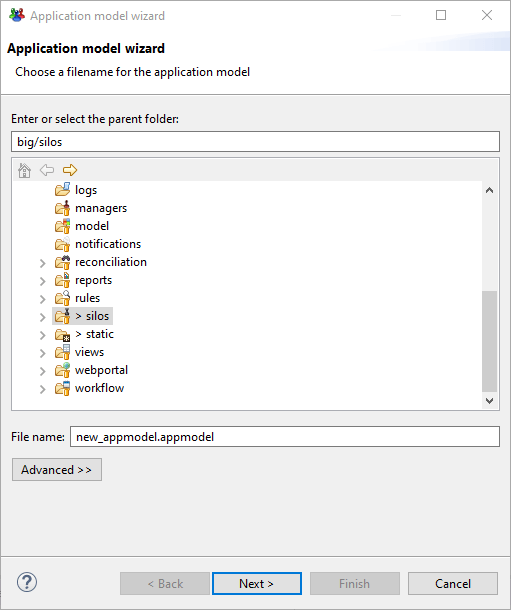 Application model wizard
Application model wizard
Choose a filename for the application model
Enter or select the parent folder:
big/silos
logs
managers
model
notifications
reconciliation
reports
rules
> silos
> static
views
webportal
workflow
File name: new_appmodel.appmodel
Advanced >>
? < Back Next > Finish Cancel